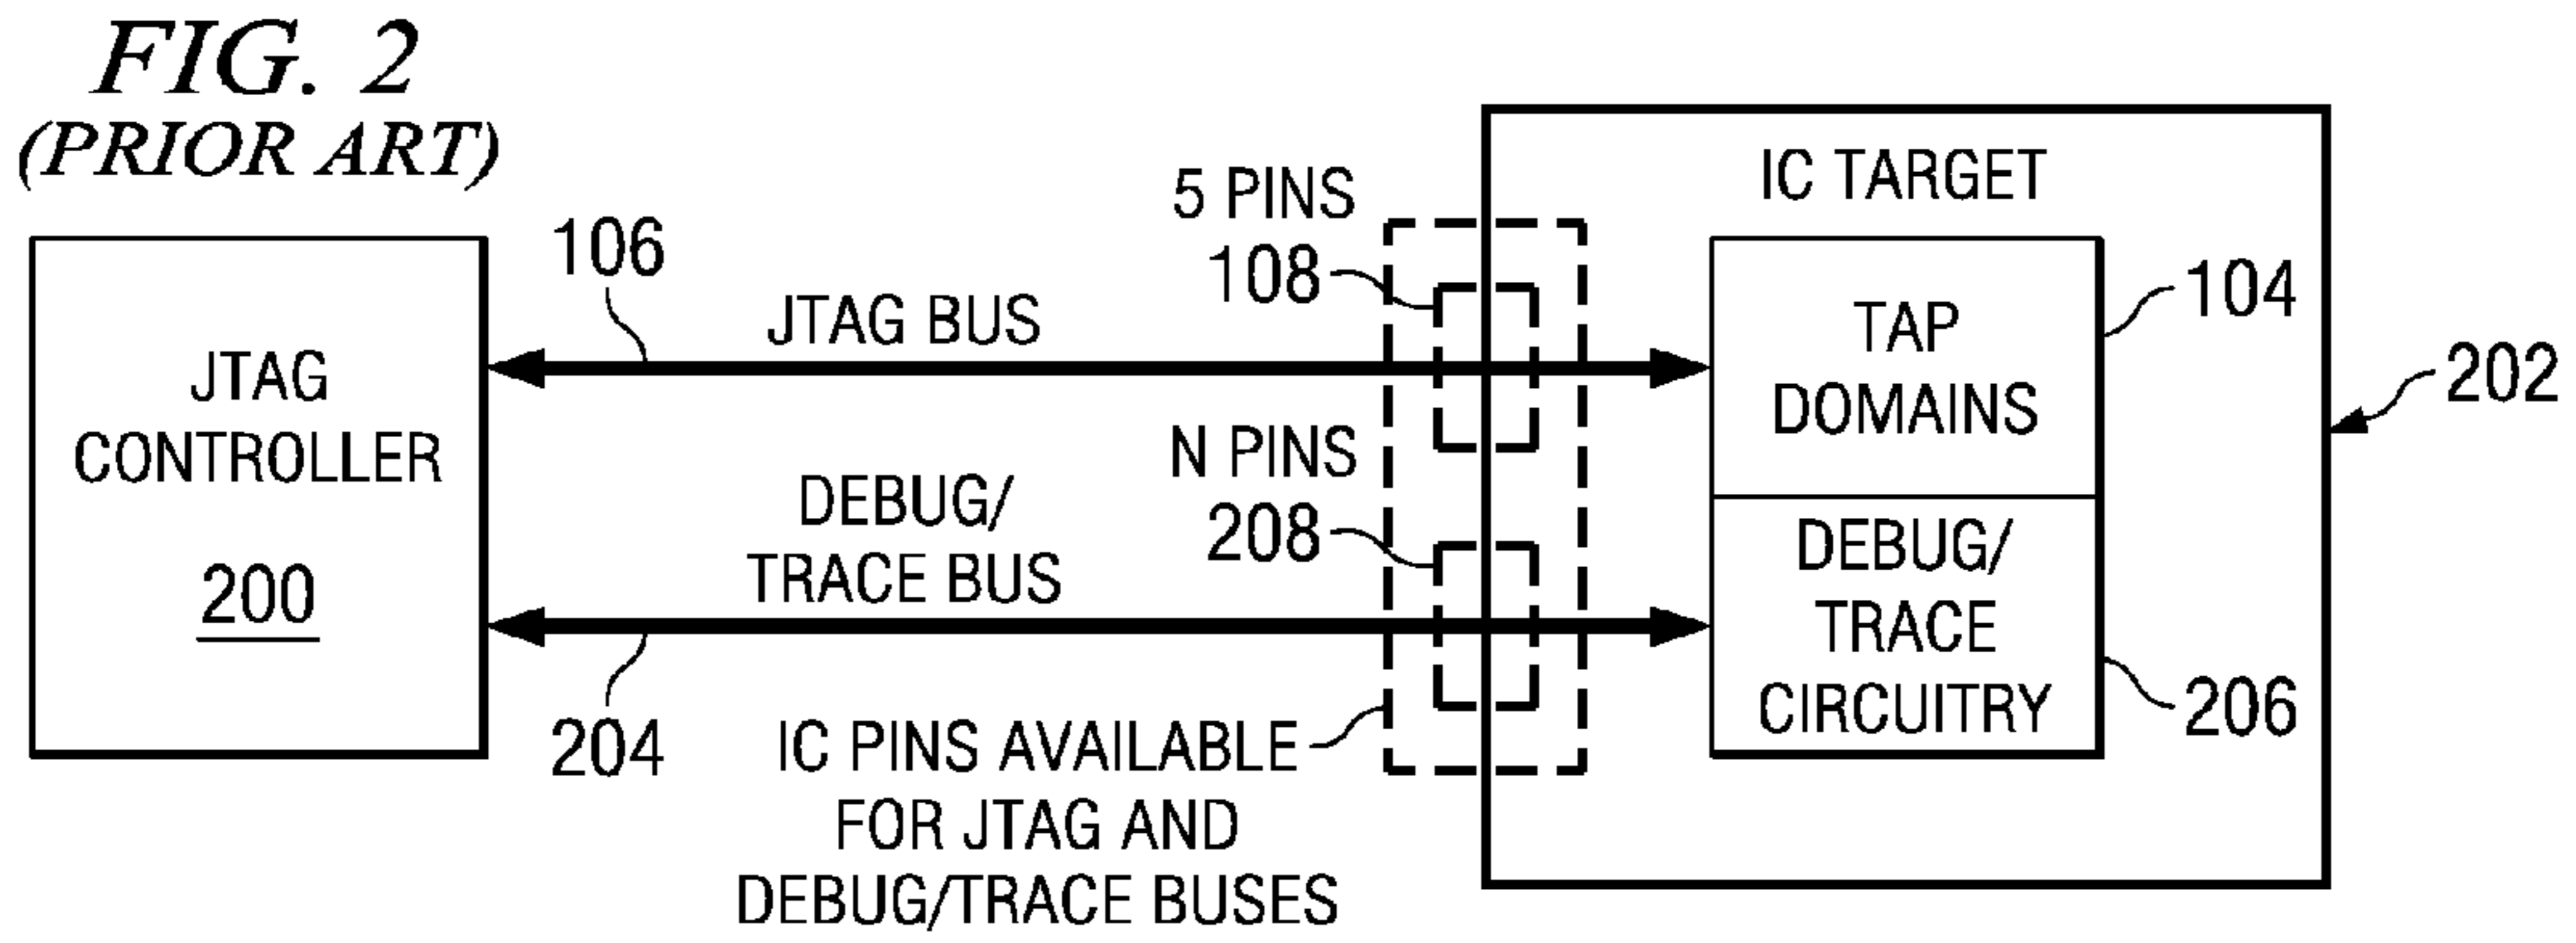 FIG. 2
(PRIOR ART)
JTAG
CONTROLLER
200
106
JTAG BUS
DEBUG/
TRACE BUS
204
5 PINS
108
N PINS
208
IC PINS AVAILABLE
FOR JTAG AND
DEBUG/TRACE BUSES
IC TARGET
TAP
DOMAINS
DEBUG/
TRACE
CIRCUITRY
104
206
202